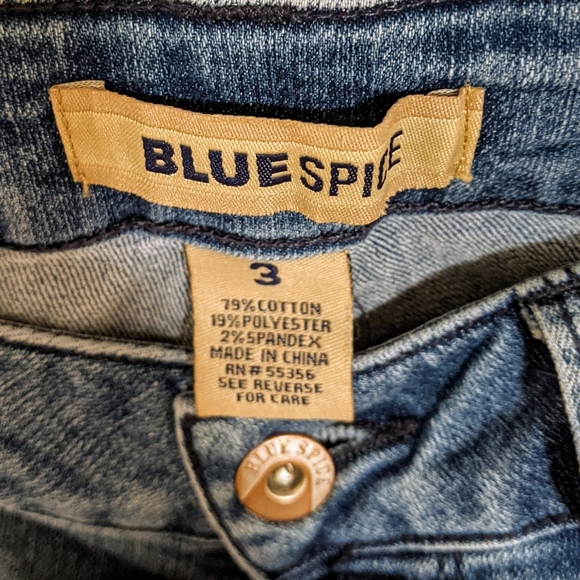 BLUE SPICE
3
79% COTTON
19% POLYESTER
2% SPANDEX
MADE IN CHINA
RN# 55356
SEE REVERSE
FOR CARE
BLUE SPICE